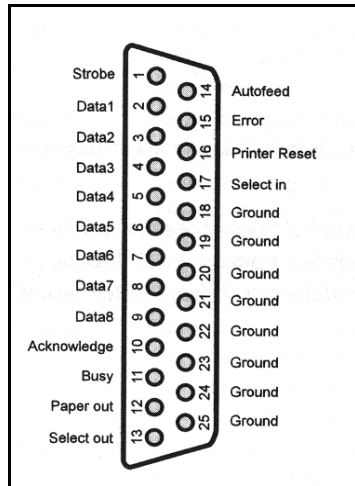 Strobe 1
Data1 2
Data2 3
Data3 4
Data4 5
Data5 6
Data6 7
Data7 8
Data8 9
Acknowledge 10
Busy 11
Paper out 12
Select out 13
14 Autofeed
15 Error
16 Printer Reset
17 Select in
18 Ground
19 Ground
20 Ground
21 Ground
22 Ground
23 Ground
24 Ground
25 Ground